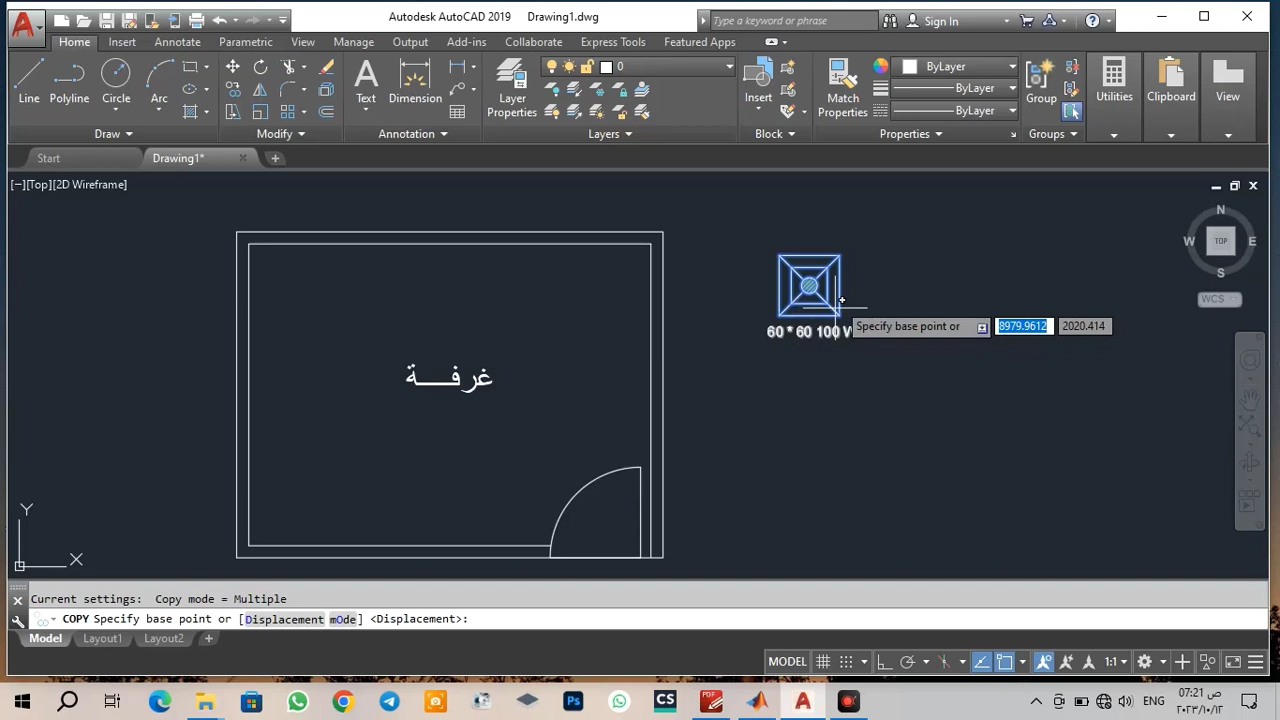 Autodesk AutoCAD 2019 Drawing1.dwg
Type a keyword or phrase
Sign In
Home Insert Annotate Parametric View Manage Output Add-ins Collaborate Express Tools Featured Apps
Line Polyline Circle Arc
Text Dimension
Layer Properties
0
Insert
Match Properties
ByLayer
ByLayer
ByLayer
Group Utilities Clipboard View
Draw Modify Annotation Layers Block Properties Groups
Start Drawing1*
[−][Top][2D Wireframe]
N
W TOP E
S
WCS
60 * 60 100
Specify base point or 8979.9612 2020.414
غرفـــة
Y
X
Current settings: Copy mode = Multiple
COPY Specify base point or [Displacement mOde] <Displacement>:
Model Layout1 Layout2
MODEL 1:1
ENG
07:21 ص
٢٠٢٣/١٠/١٢